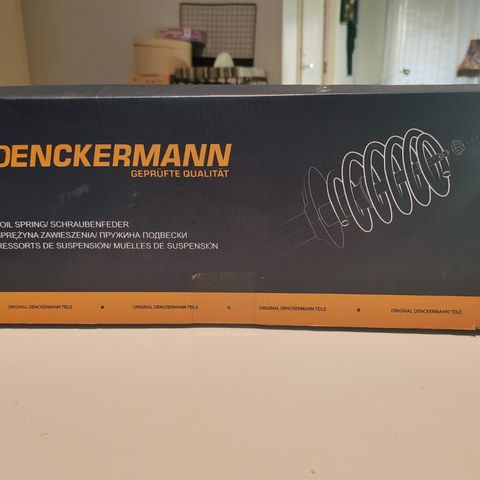 DENCKERMANN
GEPRÜFTE QUALITÄT
OIL SPRING/ SCHRAUBENFEDER
SPRĘŻYNA ZAWIESZENIA/ ПРУЖИНА ПОДВЕСКИ
RESSORTS DE SUSPENSION/ MUELLES DE SUSPENSIÓN
ORIGINAL DENCKERMANN TEILE ORIGINAL DENCKERMANN TEILE ORIGINAL DENCKERMANN TEILE ORIGINAL DENCKERMANN TEILE